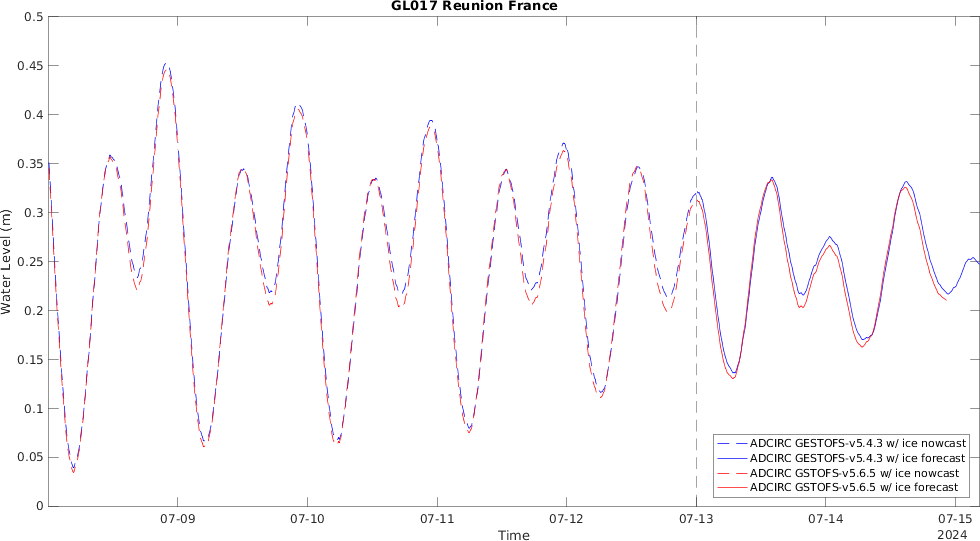 GL017 Reunion France
0.5
0.45
0.4
0.35
0.3
0.25
0.2
0.15
0.1
0.05
0
Water Level (m)
07-09 07-10 07-11 07-12 07-13 07-14 07-15
Time
2024
ADCIRC GESTOFS-v5.4.3 w/ ice nowcast
ADCIRC GESTOFS-v5.4.3 w/ ice forecast
ADCIRC GSTOFS-v5.6.5 w/ ice nowcast
ADCIRC GSTOFS-v5.6.5 w/ ice forecast